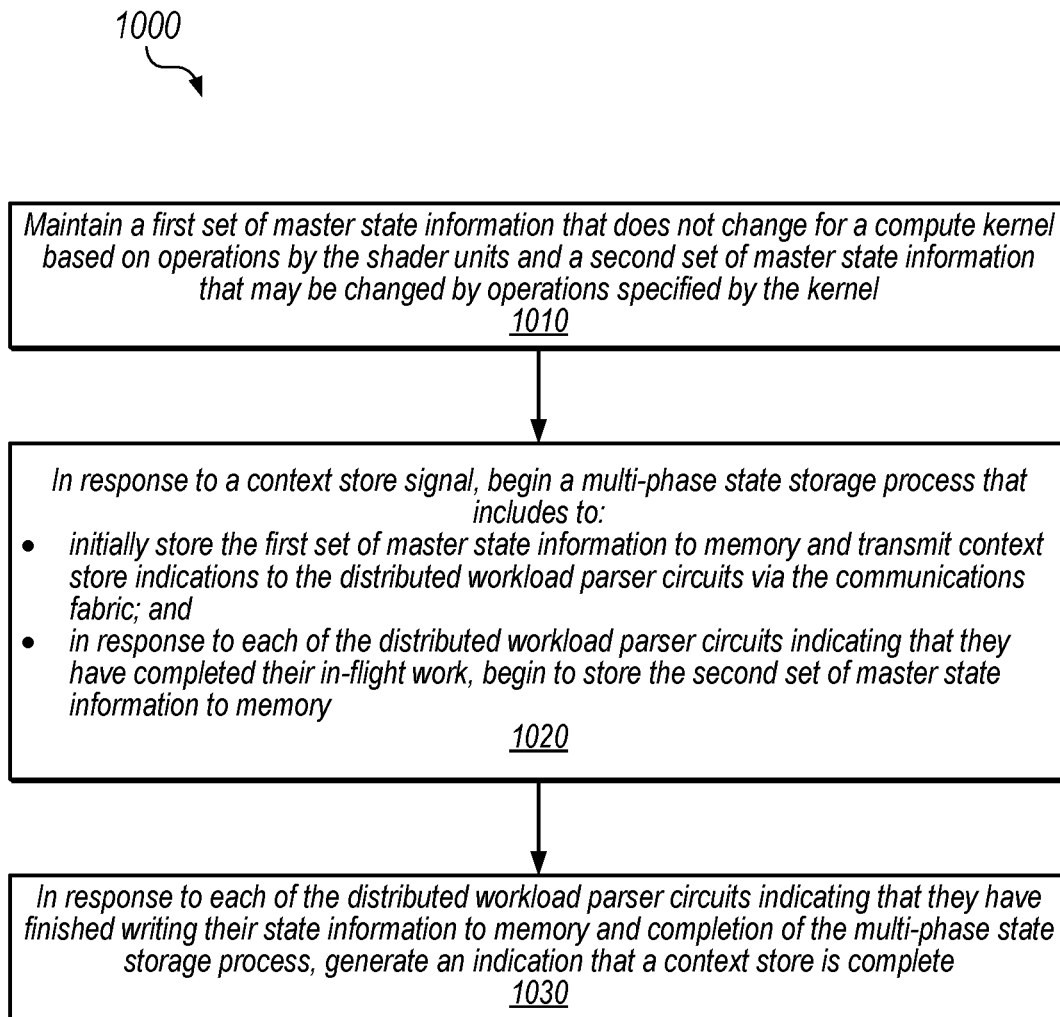 1000
Maintain a first set of master state information that does not change for a compute kernel
based on operations by the shader units and a second set of master state information
that may be changed by operations specified by the kernel
1010
In response to a context store signal, begin a multi-phase state storage process that
includes to:
• initially store the first set of master state information to memory and transmit context
store indications to the distributed workload parser circuits via the communications
fabric; and
• in response to each of the distributed workload parser circuits indicating that they
have completed their in-flight work, begin to store the second set of master state
information to memory
1020
In response to each of the distributed workload parser circuits indicating that they have
finished writing their state information to memory and completion of the multi-phase state
storage process, generate an indication that a context store is complete
1030